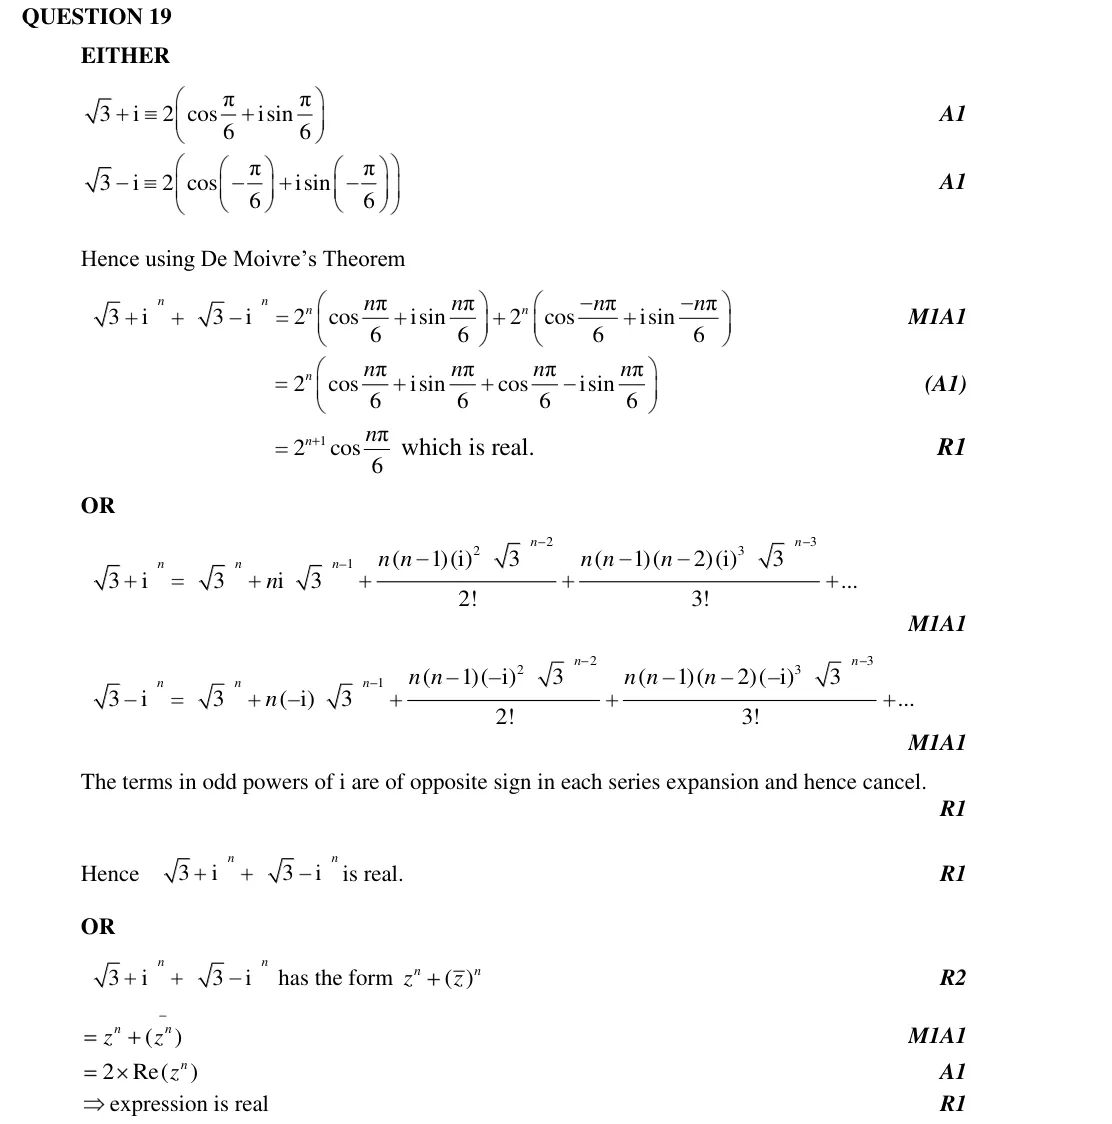 QUESTION 19
EITHER
√3 + i ≡ 2(cos π/6 + i sin π/6) A1
√3 − i ≡ 2(cos(−π/6) + i sin(−π/6)) A1
Hence using De Moivre’s Theorem
√3 + i ⁿ + √3 − i ⁿ = 2ⁿ(cos nπ/6 + i sin nπ/6) + 2ⁿ(cos −nπ/6 + i sin −nπ/6) M1A1
= 2ⁿ(cos nπ/6 + i sin nπ/6 + cos nπ/6 − i sin nπ/6) (A1)
= 2ⁿ⁺¹ cos nπ/6 which is real. R1
OR
√3 + i ⁿ = √3 ⁿ + ni √3 ⁿ⁻¹ + n(n−1)(i)² √3 ⁿ⁻² / 2! + n(n−1)(n−2)(i)³ √3 ⁿ⁻³ / 3! + ...
M1A1
√3 − i ⁿ = √3 ⁿ + n(−i) √3 ⁿ⁻¹ + n(n−1)(−i)² √3 ⁿ⁻² / 2! + n(n−1)(n−2)(−i)³ √3 ⁿ⁻³ / 3! + ...
M1A1
The terms in odd powers of i are of opposite sign in each series expansion and hence cancel.
R1
Hence √3 + i ⁿ + √3 − i ⁿ is real. R1
OR
√3 + i ⁿ + √3 − i ⁿ has the form zⁿ + (z̅)ⁿ R2
= zⁿ + (z̅ⁿ) M1A1
= 2 × Re(zⁿ) A1
⇒ expression is real R1